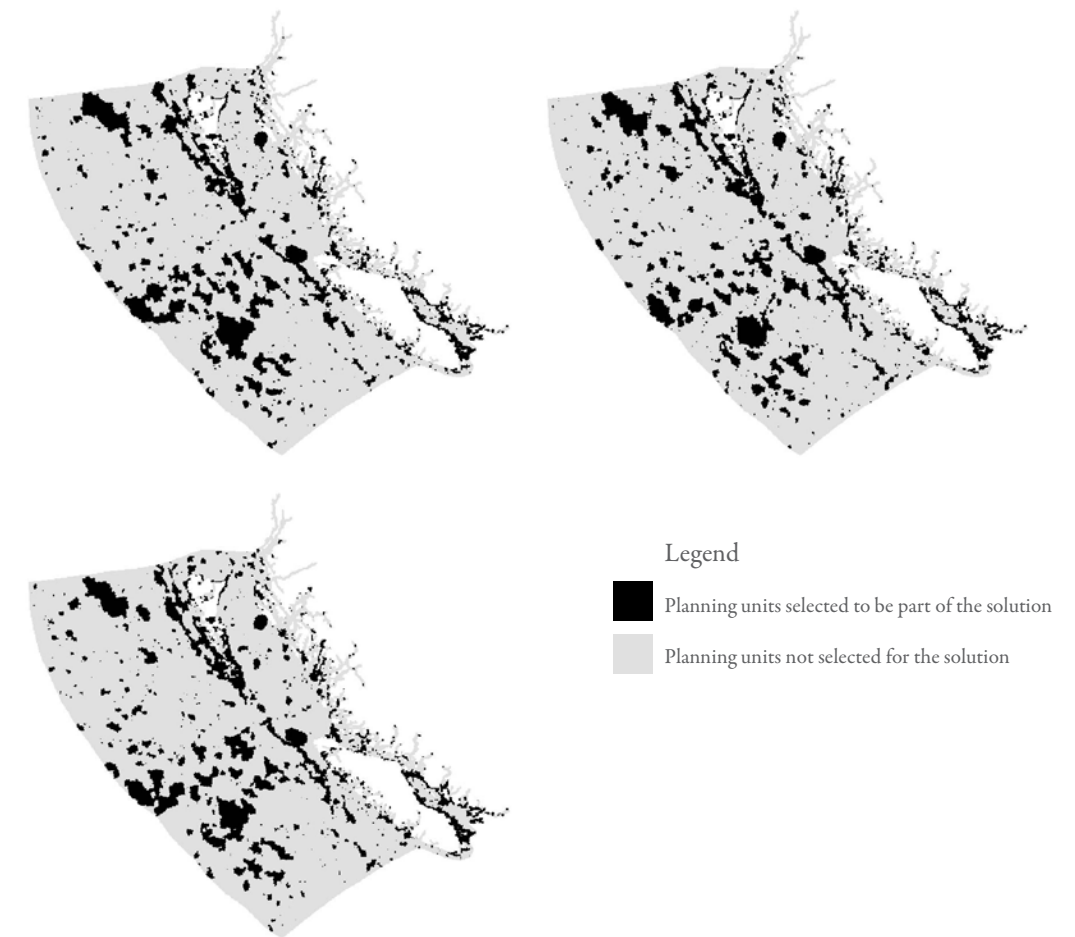 Legend
Planning units selected to be part of the solution
Planning units not selected for the solution